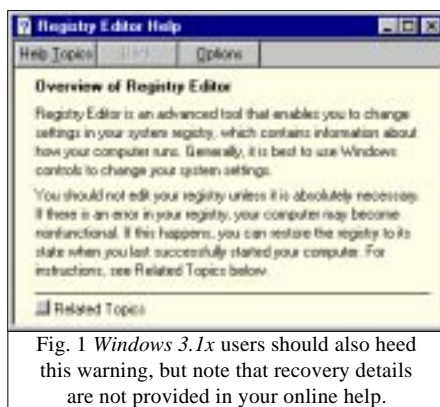 Registry Editor Help
Help Topics Back Options
Overview of Registry Editor
Registry Editor is an advanced tool that enables you to change
settings in your system registry, which contains information about
how your computer runs. Generally, it is best to use Windows
controls to change your system settings.
You should not edit your registry unless it is absolutely necessary.
If there is an error in your registry, your computer may become
nonfunctional. If this happens, you can restore the registry to its
state when you last successfully started your computer. For
instructions, see Related Topics below.
Related Topics
Fig. 1 Windows 3.1x users should also heed
this warning, but note that recovery details
are not provided in your online help.